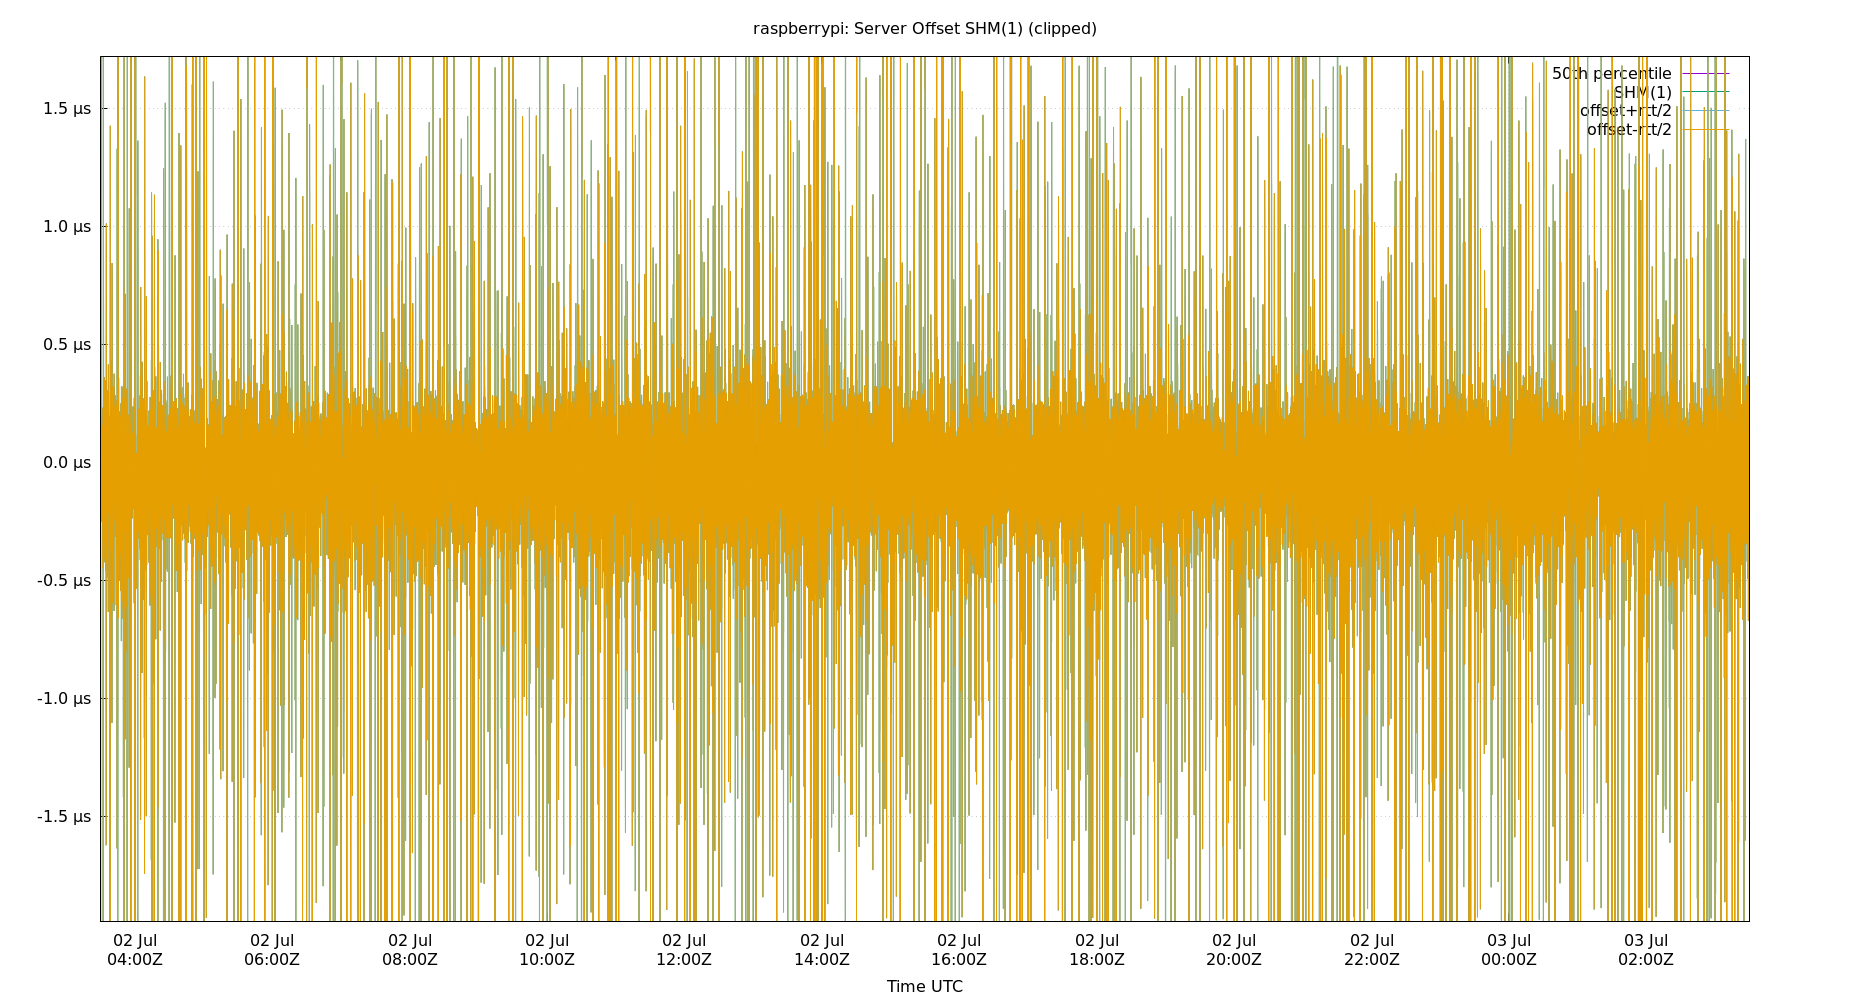 raspberrypi: Server Offset SHM(1) (clipped)
50th percentile
SHM(1)
offset+rtt/2
offset-rtt/2
1.5 µs
1.0 µs
0.5 µs
0.0 µs
-0.5 µs
-1.0 µs
-1.5 µs
02 Jul 02 Jul 02 Jul 02 Jul 02 Jul 02 Jul 02 Jul 02 Jul 02 Jul 02 Jul 03 Jul 03 Jul
04:00Z 06:00Z 08:00Z 10:00Z 12:00Z 14:00Z 16:00Z 18:00Z 20:00Z 22:00Z 00:00Z 02:00Z
Time UTC